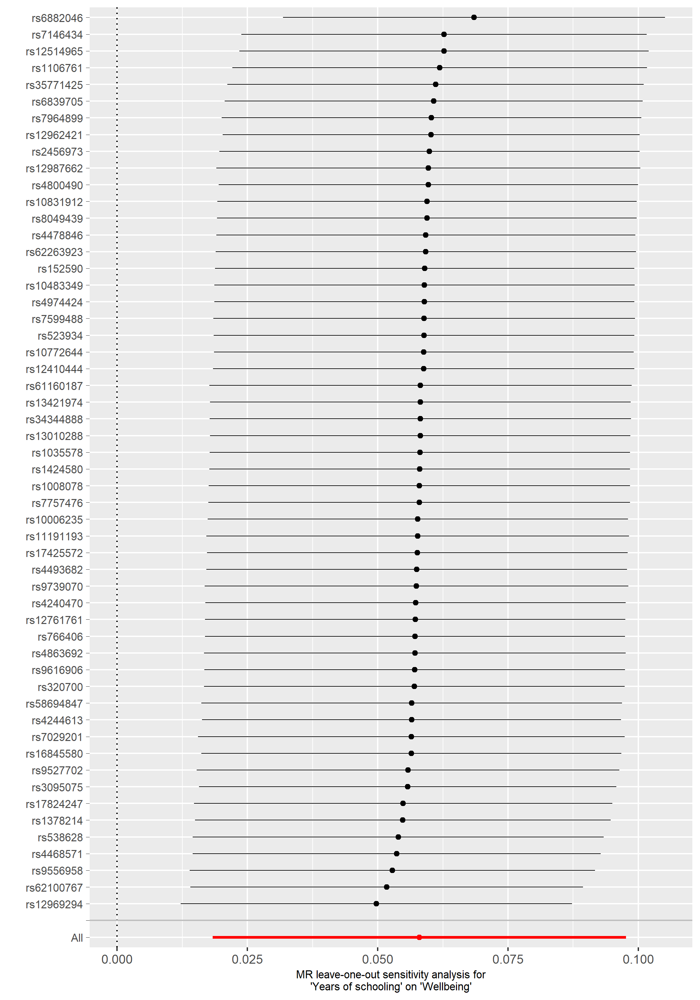 rs6882046
rs7146434
rs12514965
rs1106761
rs35771425
rs6839705
rs7964899
rs12962421
rs2456973
rs12987662
rs4800490
rs10831912
rs8049439
rs4478846
rs62263923
rs152590
rs10483349
rs4974424
rs7599488
rs523934
rs10772644
rs12410444
rs61160187
rs13421974
rs34344888
rs13010288
rs1035578
rs1424580
rs1008078
rs7757476
rs10006235
rs11191193
rs17425572
rs4493682
rs9739070
rs4240470
rs12761761
rs766406
rs4863692
rs9616906
rs320700
rs58694847
rs4244613
rs7029201
rs16845580
rs9527702
rs3095075
rs17824247
rs1378214
rs538628
rs4468571
rs9556958
rs62100767
rs12969294
All
0.000 0.025 0.050 0.075 0.100
MR leave-one-out sensitivity analysis for
'Years of schooling' on 'Wellbeing'